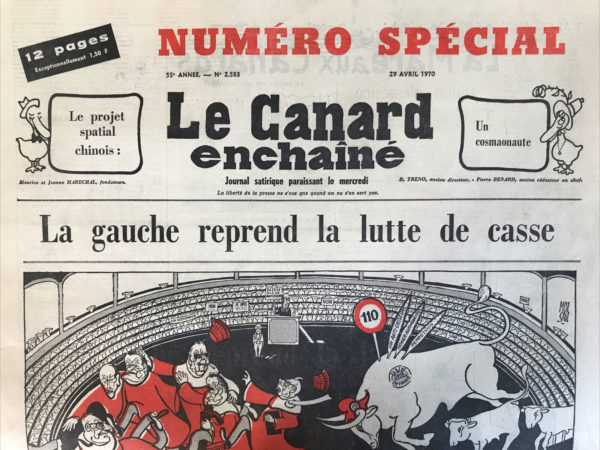 12 pages
Exceptionnellement 1,50 F
NUMÉRO SPÉCIAL
55e ANNÉE. — N° 2.583
29 AVRIL 1970
Le projet
spatial
chinois :
Le Canard
enchaîné
Un
cosmaonaute
Maurice et Jeanne MARECHAL, fondateurs.
Journal satirique paraissant le mercredi
R. TRENO, ancien directeur. - Pierre BENARD, ancien rédacteur en chef.
La liberté de la presse ne s'use que quand on ne s'en sert pas.
La gauche reprend la lutte de casse
110